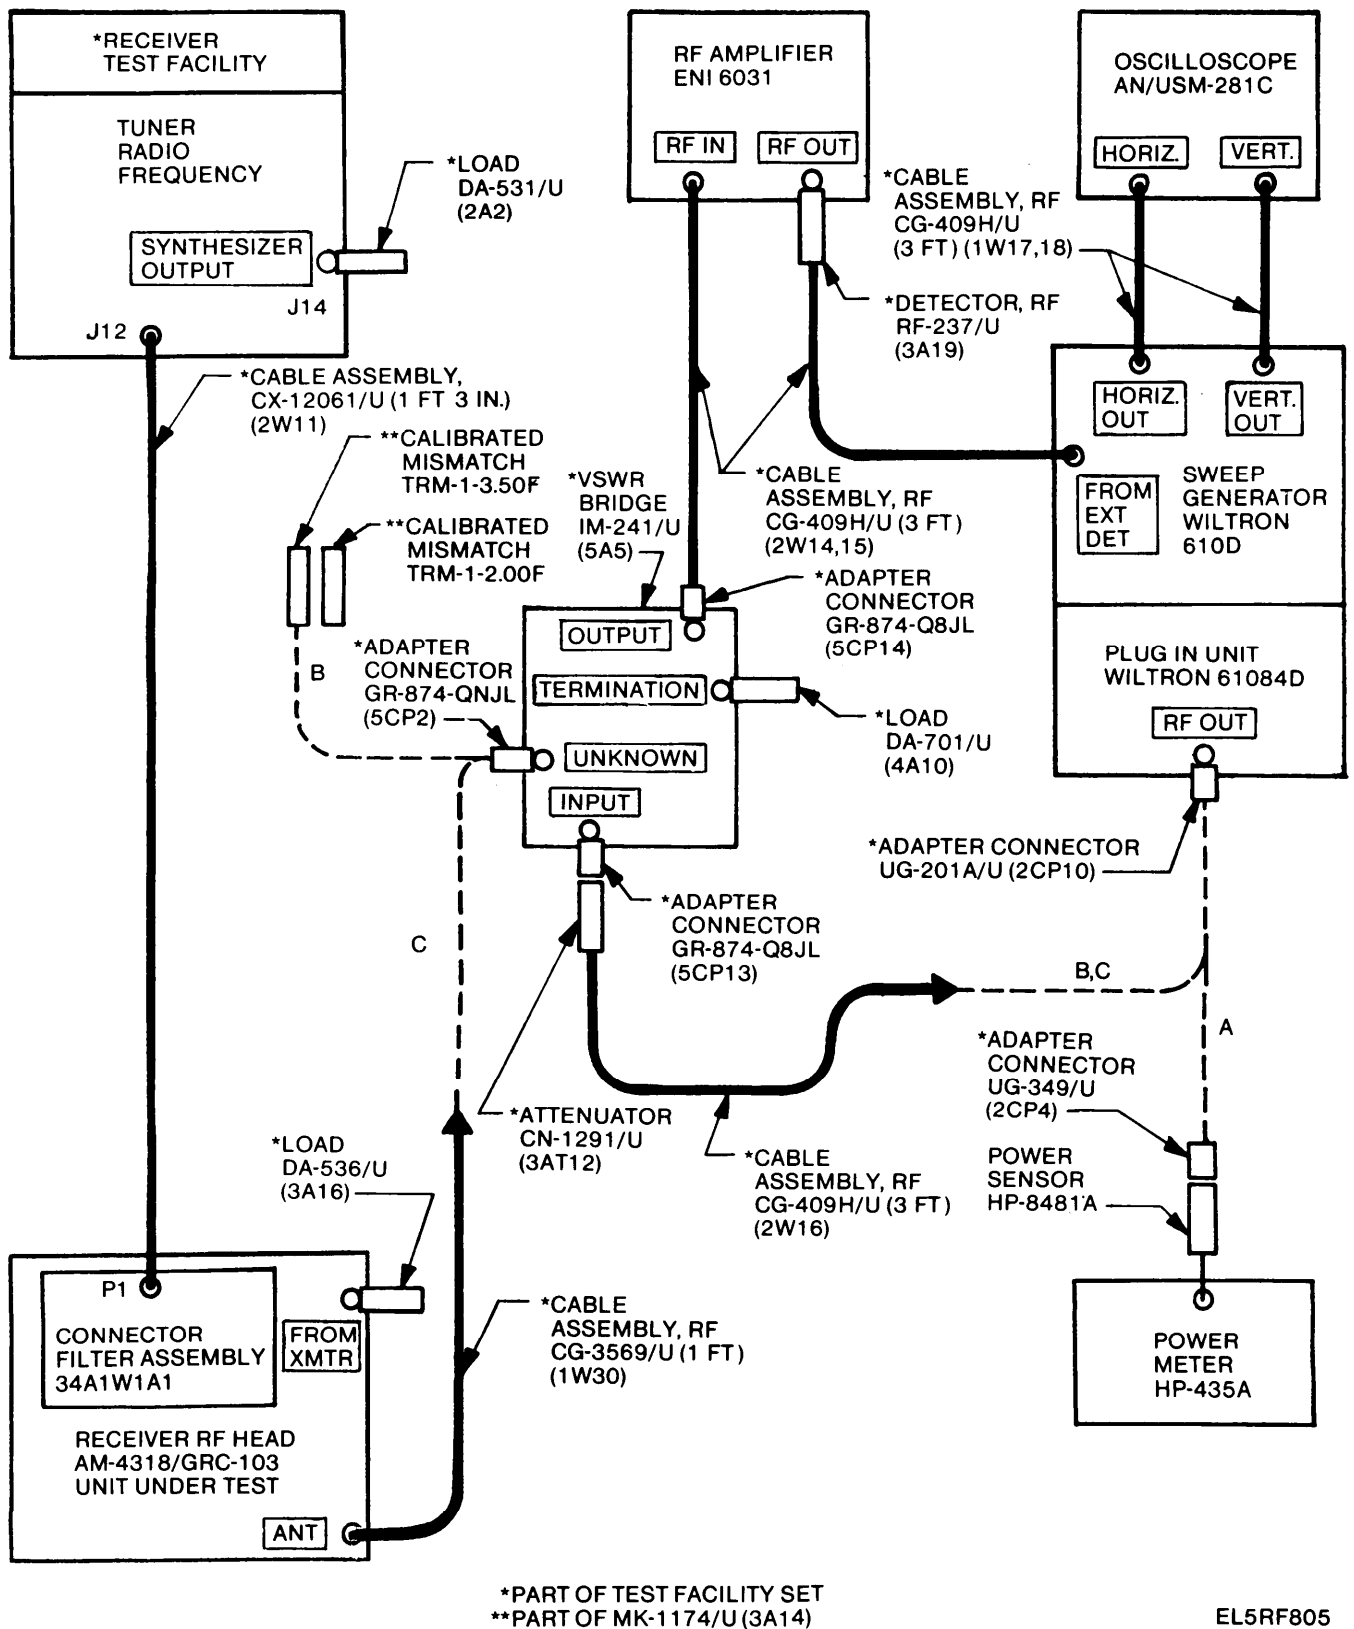 *RECEIVER
TEST FACILITY
TUNER
RADIO
FREQUENCY
SYNTHESIZER
OUTPUT
J14
J12
*LOAD
DA-531/U
(2A2)
RF AMPLIFIER
ENI 6031
RF IN
RF OUT
OSCILLOSCOPE
AN/USM-281C
HORIZ.
VERT.
*CABLE
ASSEMBLY, RF
CG-409H/U
(3 FT) (1W17,18)
*DETECTOR, RF
RF-237/U
(3A19)
*CABLE ASSEMBLY,
CX-12061/U (1 FT 3 IN.)
(2W11)
**CALIBRATED
MISMATCH
TRM-1-3.50F
**CALIBRATED
MISMATCH
TRM-1-2.00F
*VSWR
BRIDGE
IM-241/U
(5A5)
*CABLE
ASSEMBLY, RF
CG-409H/U (3 FT)
(2W14,15)
HORIZ.
OUT
VERT.
OUT
FROM
EXT
DET
SWEEP
GENERATOR
WILTRON
610D
*ADAPTER
CONNECTOR
GR-874-Q8JL
(5CP14)
B
*ADAPTER
CONNECTOR
GR-874-QNJL
(5CP2)
OUTPUT
TERMINATION
UNKNOWN
INPUT
*LOAD
DA-701/U
(4A10)
PLUG IN UNIT
WILTRON 61084D
RF OUT
*ADAPTER CONNECTOR
UG-201A/U (2CP10)
*ADAPTER
CONNECTOR
GR-874-Q8JL
(5CP13)
C
B,C
A
*ADAPTER
CONNECTOR
UG-349/U
(2CP4)
*ATTENUATOR
CN-1291/U
(3AT12)
*LOAD
DA-536/U
(3A16)
*CABLE
ASSEMBLY, RF
CG-409H/U (3 FT)
(2W16)
POWER
SENSOR
HP-8481A
P1
CONNECTOR
FILTER ASSEMBLY
34A1W1A1
FROM
XMTR
*CABLE
ASSEMBLY, RF
CG-3569/U (1 FT)
(1W30)
POWER
METER
HP-435A
RECEIVER RF HEAD
AM-4318/GRC-103
UNIT UNDER TEST
ANT
*PART OF TEST FACILITY SET
**PART OF MK-1174/U (3A14)
EL5RF805